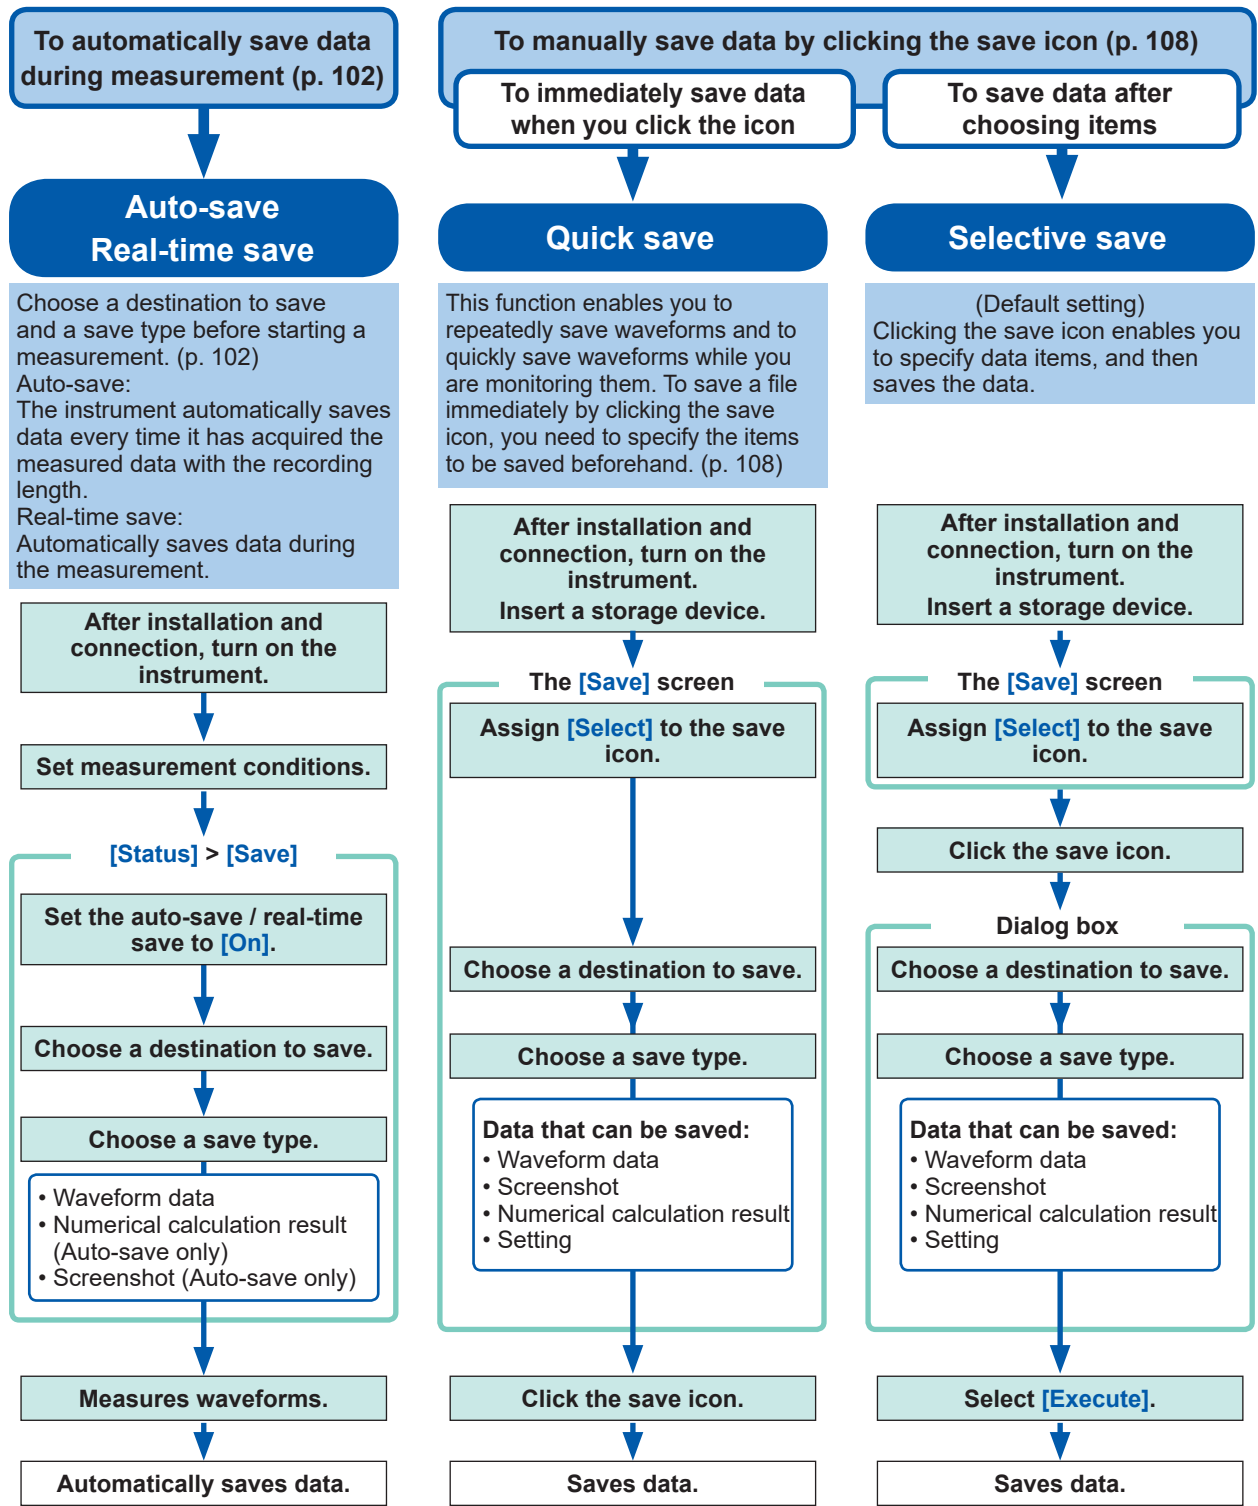 To automatically save data
during measurement (p. 102)
Auto-save
Real-time save
Choose a destination to save
and a save type before starting a
measurement. (p. 102)
Auto-save:
The instrument automatically saves
data every time it has acquired the
measured data with the recording
length.
Real-time save:
Automatically saves data during
the measurement.
After installation and
connection, turn on the
instrument.
Set measurement conditions.
[Status] > [Save]
Set the auto-save / real-time
save to [On].
Choose a destination to save.
Choose a save type.
• Waveform data
• Numerical calculation result
(Auto-save only)
• Screenshot (Auto-save only)
Measures waveforms.
Automatically saves data.
To manually save data by clicking the save icon (p. 108)
To immediately save data
when you click the icon
Quick save
This function enables you to
repeatedly save waveforms and to
quickly save waveforms while you
are monitoring them. To save a file
immediately by clicking the save
icon, you need to specify the items
to be saved beforehand. (p. 108)
After installation and
connection, turn on the
instrument.
Insert a storage device.
The [Save] screen
Assign [Select] to the save
icon.
Choose a destination to save.
Choose a save type.
Data that can be saved:
• Waveform data
• Screenshot
• Numerical calculation result
• Setting
Click the save icon.
Saves data.
To save data after
choosing items
Selective save
(Default setting)
Clicking the save icon enables you
to specify data items, and then
saves the data.
After installation and
connection, turn on the
instrument.
Insert a storage device.
The [Save] screen
Assign [Select] to the save
icon.
Click the save icon.
Dialog box
Choose a destination to save.
Choose a save type.
Data that can be saved:
• Waveform data
• Screenshot
• Numerical calculation result
• Setting
Select [Execute].
Saves data.